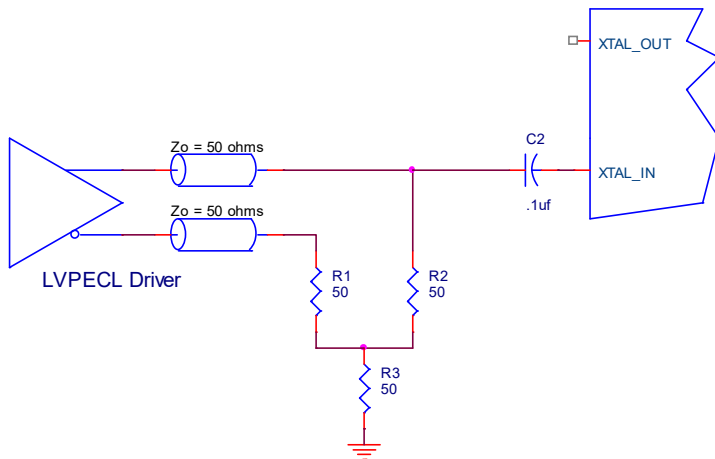 XTAL_OUT
Zo = 50 ohms
C2
XTAL_IN
.1uf
Zo = 50 ohms
LVPECL Driver
R1
50
R2
50
R3
50